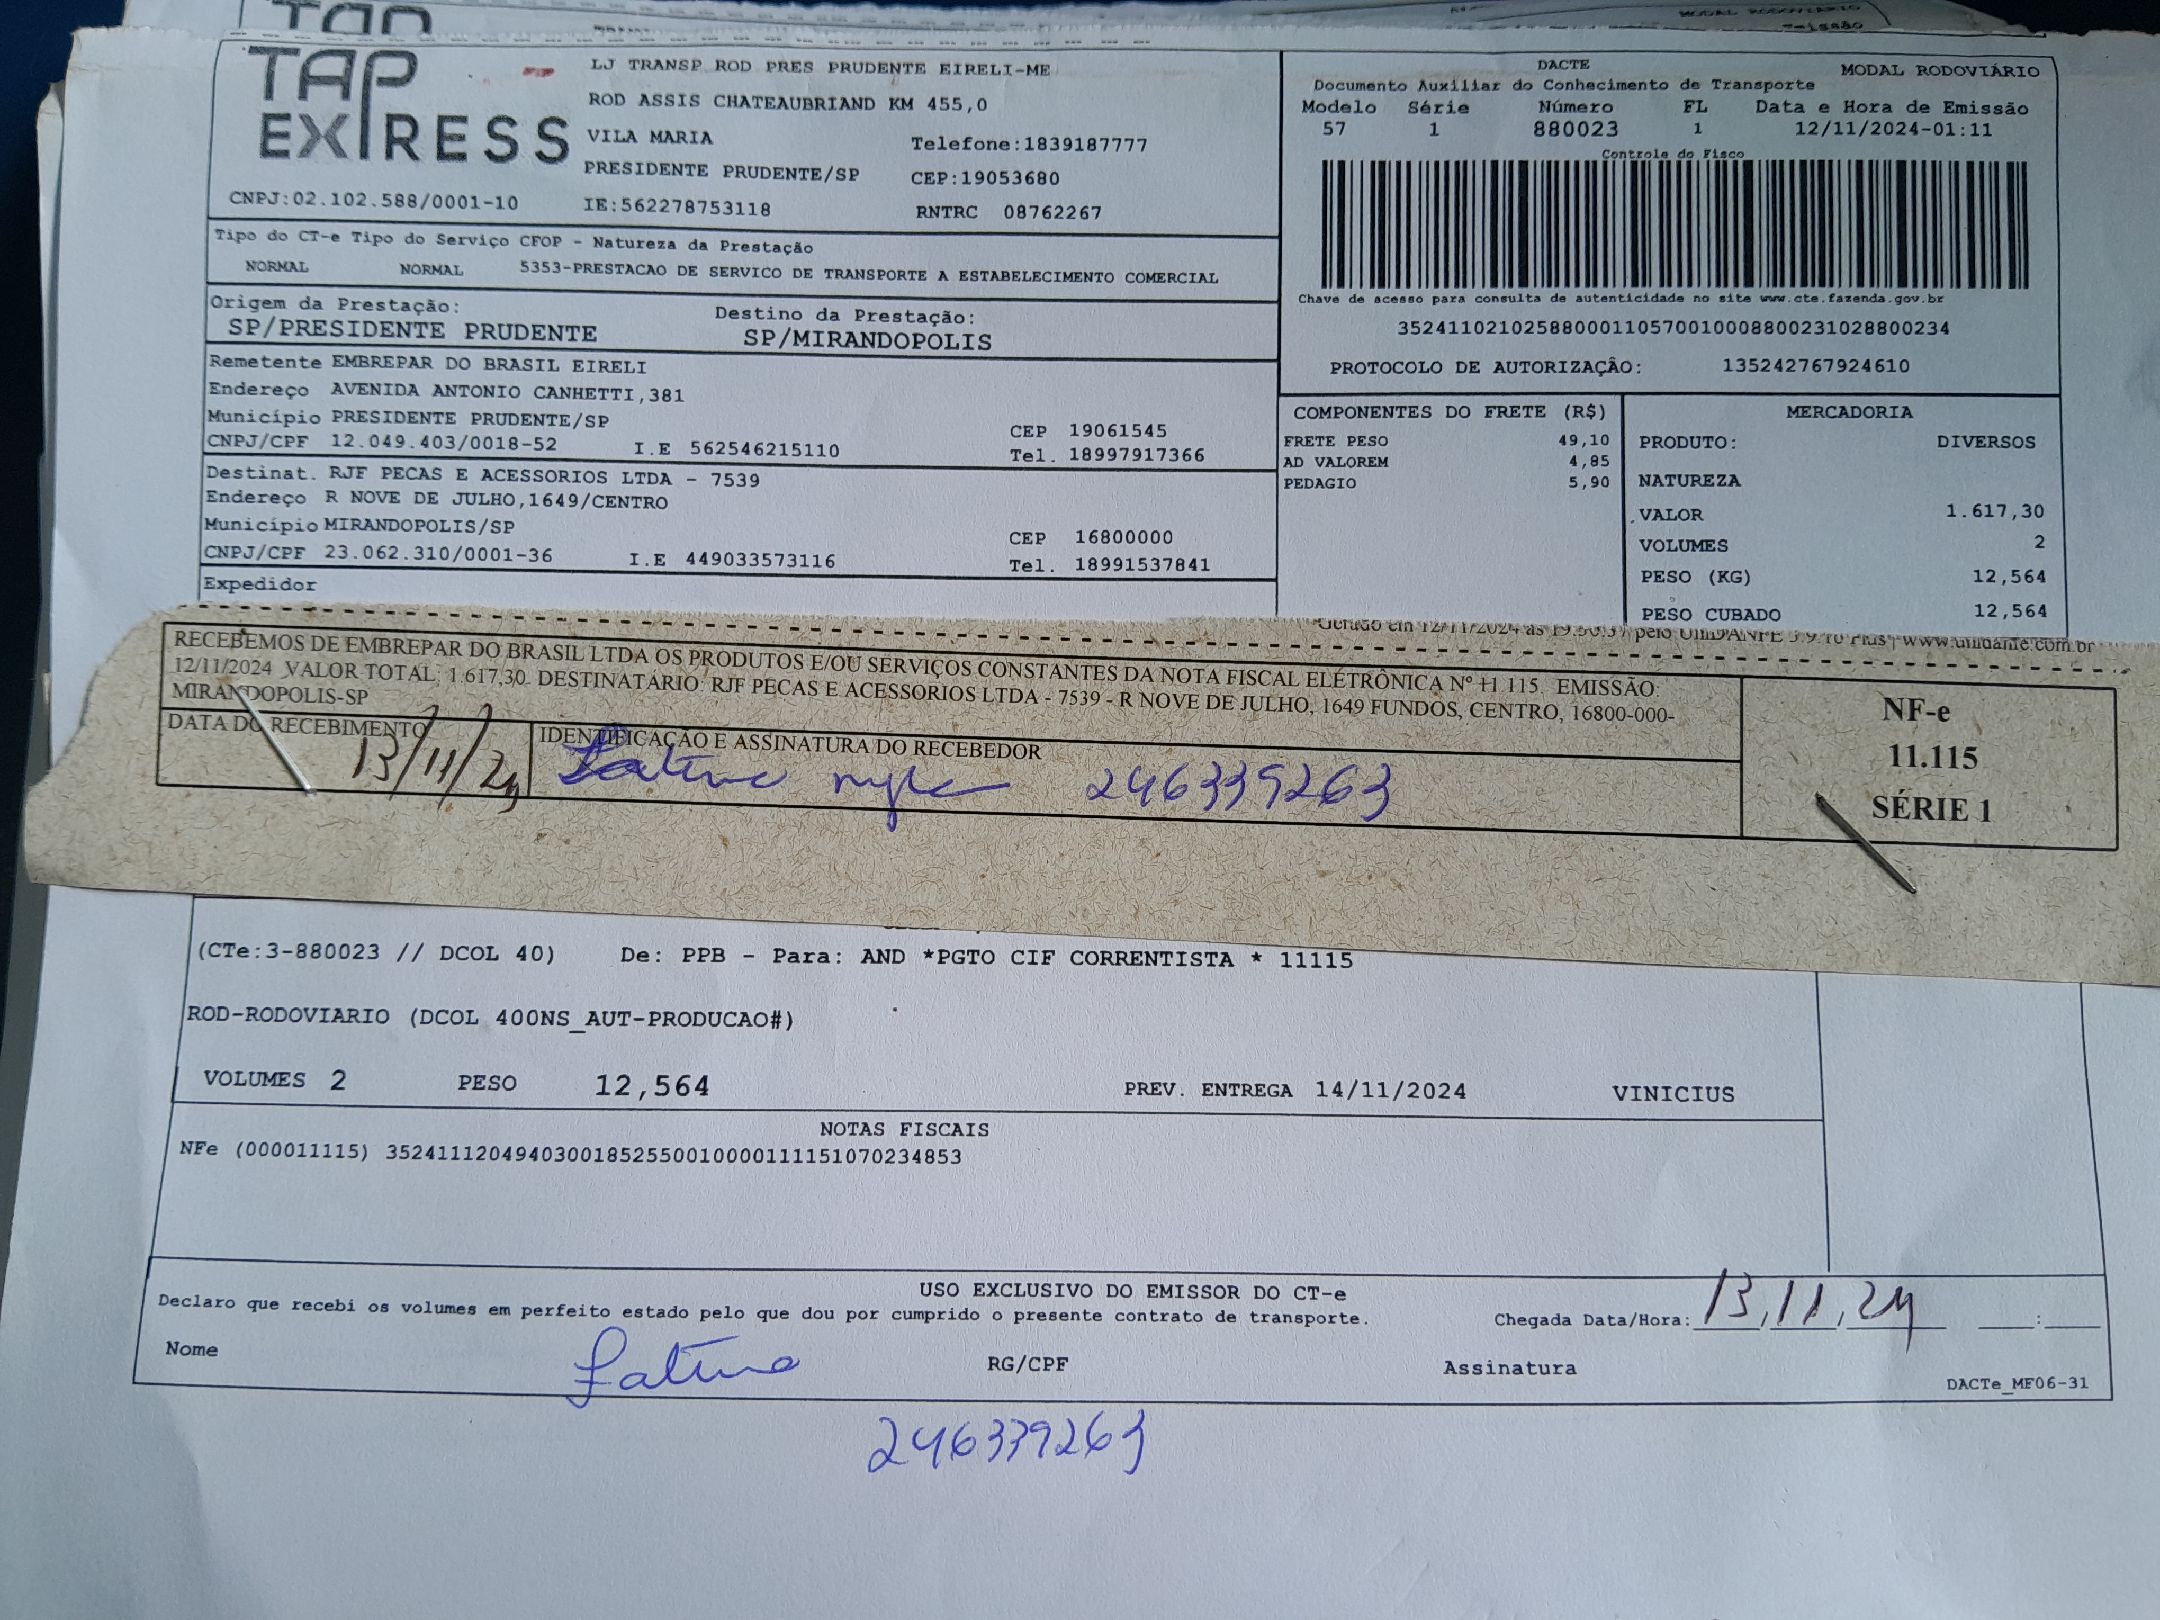 TAP
EXPRESS
LJ TRANSP ROD PRES PRUDENTE EIRELI-ME
ROD ASSIS CHATEAUBRIAND KM 455,0
VILA MARIA Telefone:1839187777
PRESIDENTE PRUDENTE/SP CEP:19053680
CNPJ:02.102.588/0001-10 IE:562278753118 RNTRC 08762267
DACTE MODAL RODOVIÁRIO
Documento Auxiliar do Conhecimento de Transporte
Modelo Série Número FL Data e Hora de Emissão
57 1 880023 1 12/11/2024-01:11
Controle do Fisco
Chave de acesso para consulta de autenticidade no site www.cte.fazenda.gov.br
35241102102588000110570010008800231028800234
PROTOCOLO DE AUTORIZAÇÃO: 135242767924610
Tipo do CT-e Tipo do Serviço CFOP - Natureza da Prestação
NORMAL NORMAL 5353-PRESTACAO DE SERVICO DE TRANSPORTE A ESTABELECIMENTO COMERCIAL
Origem da Prestação: Destino da Prestação:
SP/PRESIDENTE PRUDENTE SP/MIRANDOPOLIS
Remetente EMBREPAR DO BRASIL EIRELI
Endereço AVENIDA ANTONIO CANHETTI,381
Município PRESIDENTE PRUDENTE/SP CEP 19061545
CNPJ/CPF 12.049.403/0018-52 I.E 562546215110 Tel. 18997917366
Destinat. RJF PECAS E ACESSORIOS LTDA - 7539
Endereço R NOVE DE JULHO,1649/CENTRO
Município MIRANDOPOLIS/SP CEP 16800000
CNPJ/CPF 23.062.310/0001-36 I.E 449033573116 Tel. 18991537841
Expedidor
COMPONENTES DO FRETE (R$)
FRETE PESO 49,10
AD VALOREM 4,85
PEDAGIO 5,90
MERCADORIA
PRODUTO: DIVERSOS
NATUREZA
VALOR 1.617,30
VOLUMES 2
PESO (KG) 12,564
PESO CUBADO 12,564
Gerado em 12/11/2024 às pelo UniDANFE 3.9.10 Plus | www.unidanfe.com.br
RECEBEMOS DE EMBREPAR DO BRASIL LTDA OS PRODUTOS E/OU SERVIÇOS CONSTANTES DA NOTA FISCAL ELETRÔNICA Nº 11.115. EMISSÃO:
12/11/2024 VALOR TOTAL: 1.617,30. DESTINATÁRIO: RJF PECAS E ACESSORIOS LTDA - 7539 - R NOVE DE JULHO, 1649 FUNDOS, CENTRO, 16800-000-
MIRANDOPOLIS-SP
DATA DO RECEBIMENTO IDENTIFICAÇÃO E ASSINATURA DO RECEBEDOR
13/11/24 246339263
NF-e
11.115
SÉRIE 1
(CTe:3-880023 // DCOL 40) De: PPB - Para: AND *PGTO CIF CORRENTISTA * 11115
ROD-RODOVIARIO (DCOL 400NS_AUT-PRODUCAO#)
VOLUMES 2 PESO 12,564 PREV. ENTREGA 14/11/2024 VINICIUS
NOTAS FISCAIS
NFe (000011115) 35241112049403001852550010000111151070234853
USO EXCLUSIVO DO EMISSOR DO CT-e
Declaro que recebi os volumes em perfeito estado pelo que dou por cumprido o presente contrato de transporte. Chegada Data/Hora: 13,11,24 :
Nome RG/CPF Assinatura
DACTe_MF06-31
246339263